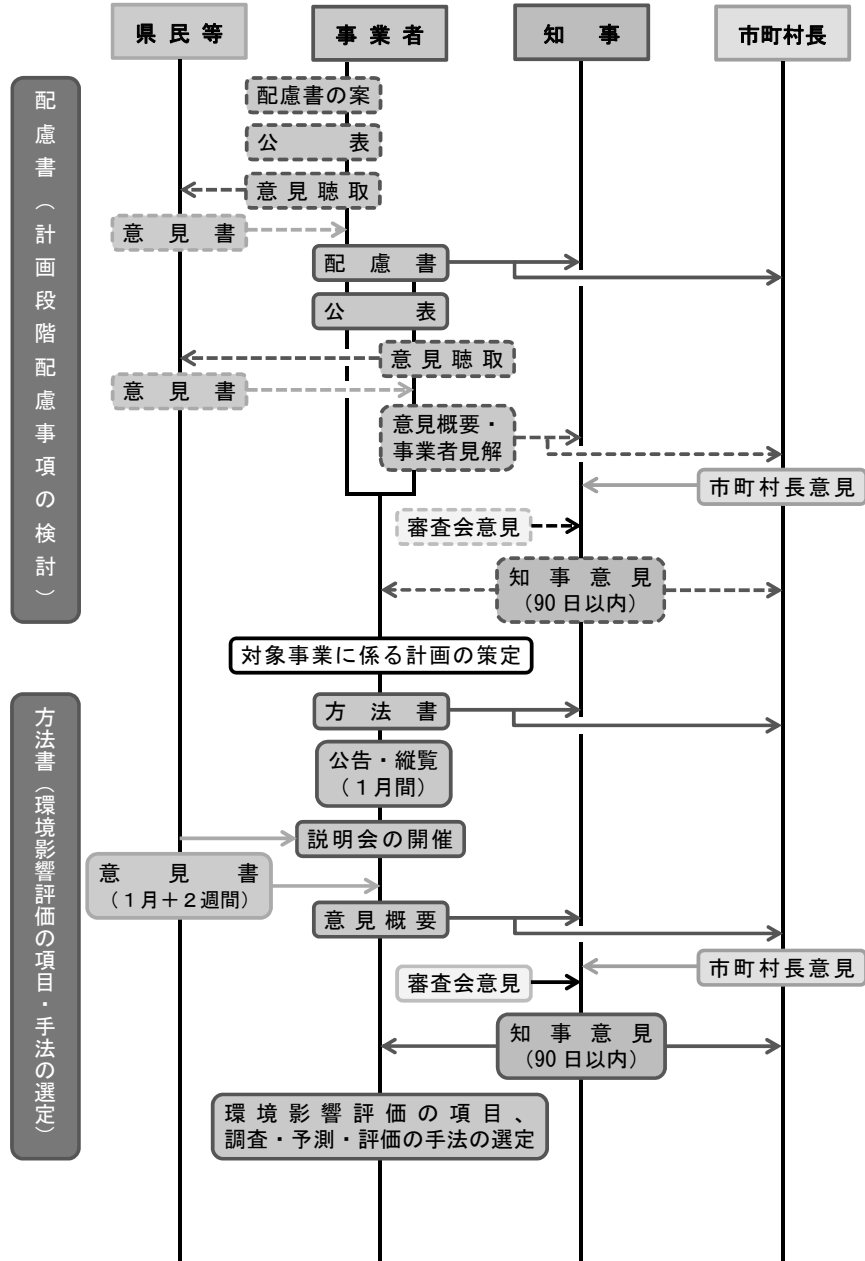 県民等
事業者
知事
市町村長
配慮書（計画段階配慮事項の検討）
配慮書の案
公表
意見聴取
意見書
配慮書
公表
意見聴取
意見書
意見概要・
事業者見解
市町村長意見
審査会意見
知事意見
（90日以内）
対象事業に係る計画の策定
方法書（環境影響評価の項目・手法の選定）
方法書
公告・縦覧
（１月間）
説明会の開催
意見書
（１月＋２週間）
意見概要
市町村長意見
審査会意見
知事意見
（90日以内）
環境影響評価の項目、
調査・予測・評価の手法の選定